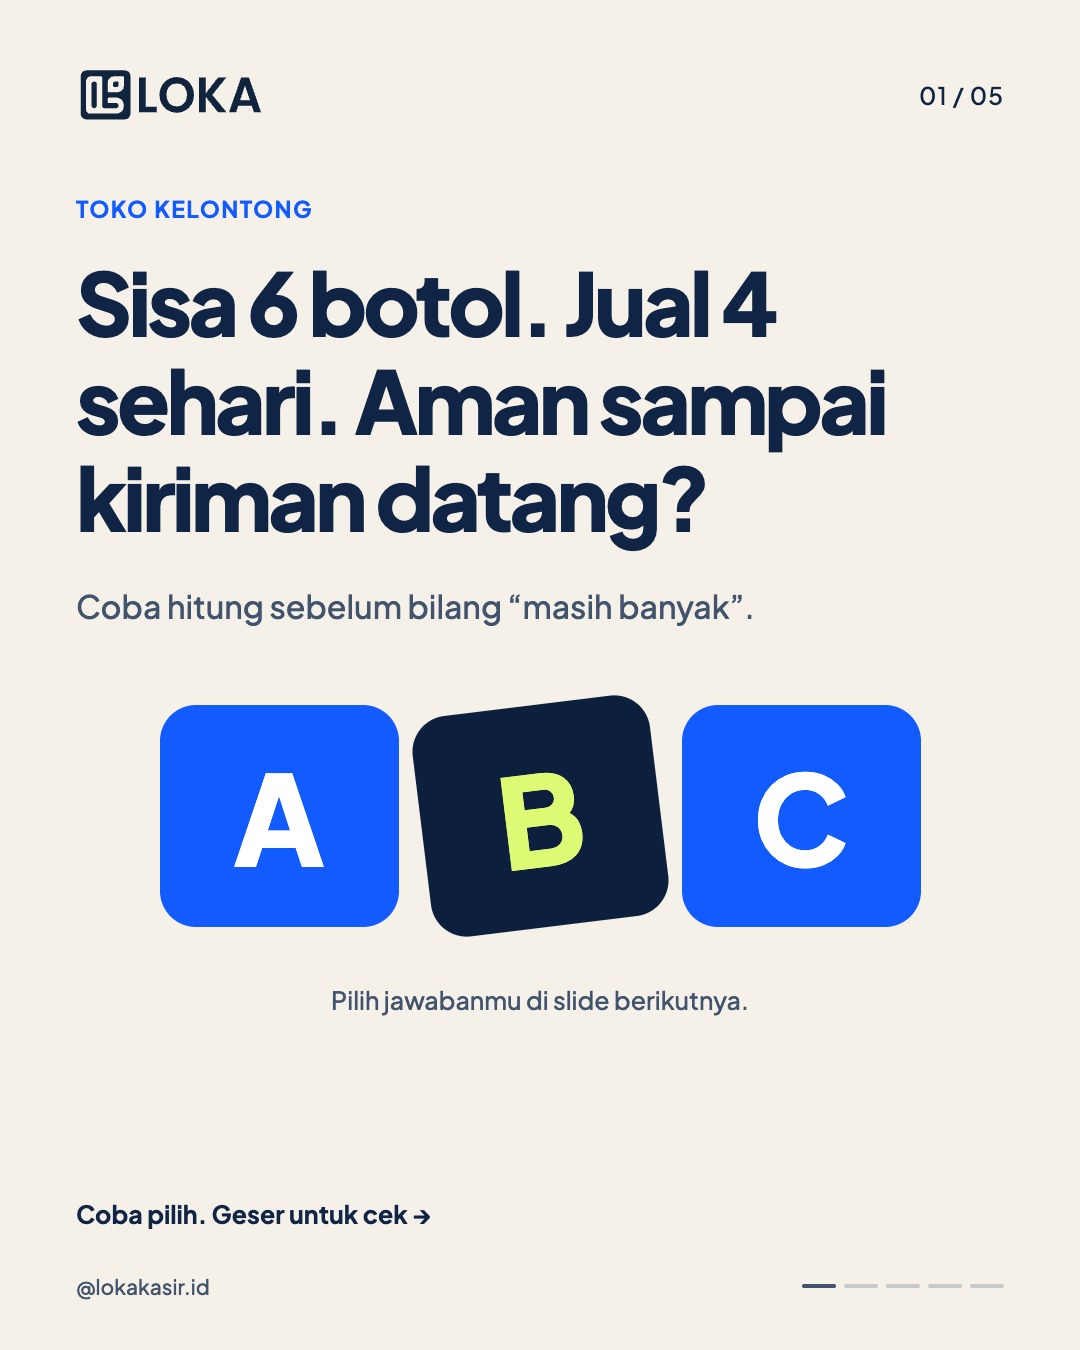 LOKA
01 / 05
TOKO KELONTONG
Sisa 6 botol. Jual 4
sehari. Aman sampai
kiriman datang?
Coba hitung sebelum bilang “masih banyak”.
A B C
Pilih jawabanmu di slide berikutnya.
Coba pilih. Geser untuk cek →
@lokakasir.id